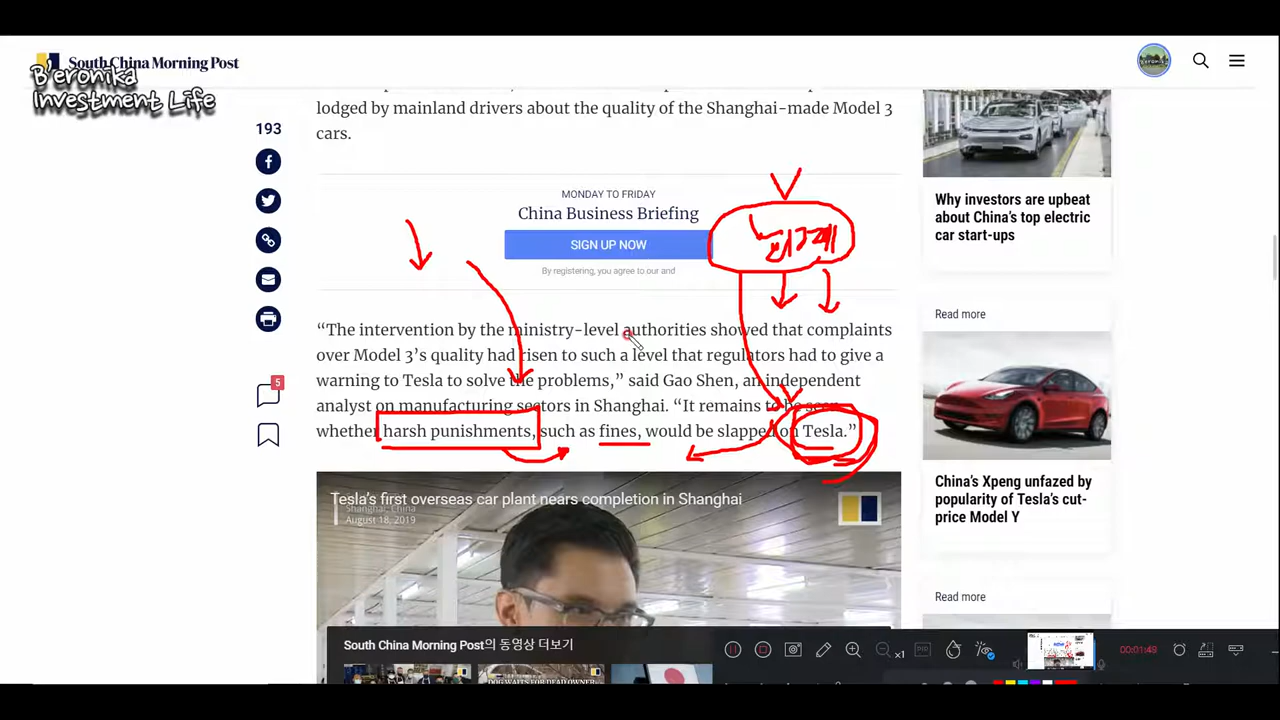 South China Morning Post
B'eronika
Investment Life
lodged by mainland drivers about the quality of the Shanghai-made Model 3
cars.
193
MONDAY TO FRIDAY
China Business Briefing
SIGN UP NOW
By registering, you agree to our and
“The intervention by the ministry-level authorities showed that complaints
over Model 3’s quality had risen to such a level that regulators had to give a
warning to Tesla to solve the problems,” said Gao Shen, an independent
analyst on manufacturing sectors in Shanghai. “It remains to be seen
whether harsh punishments, such as fines, would be slapped on Tesla.”
5
Tesla’s first overseas car plant nears completion in Shanghai
Shanghai, China
August 18, 2019
South China Morning Post의 동영상 더보기
DOG WAITS FOR DEAD OWNER
Why investors are upbeat
about China’s top electric
car start-ups
Read more
China’s Xpeng unfazed by
popularity of Tesla’s cut-
price Model Y
Read more
x1
00:01:49